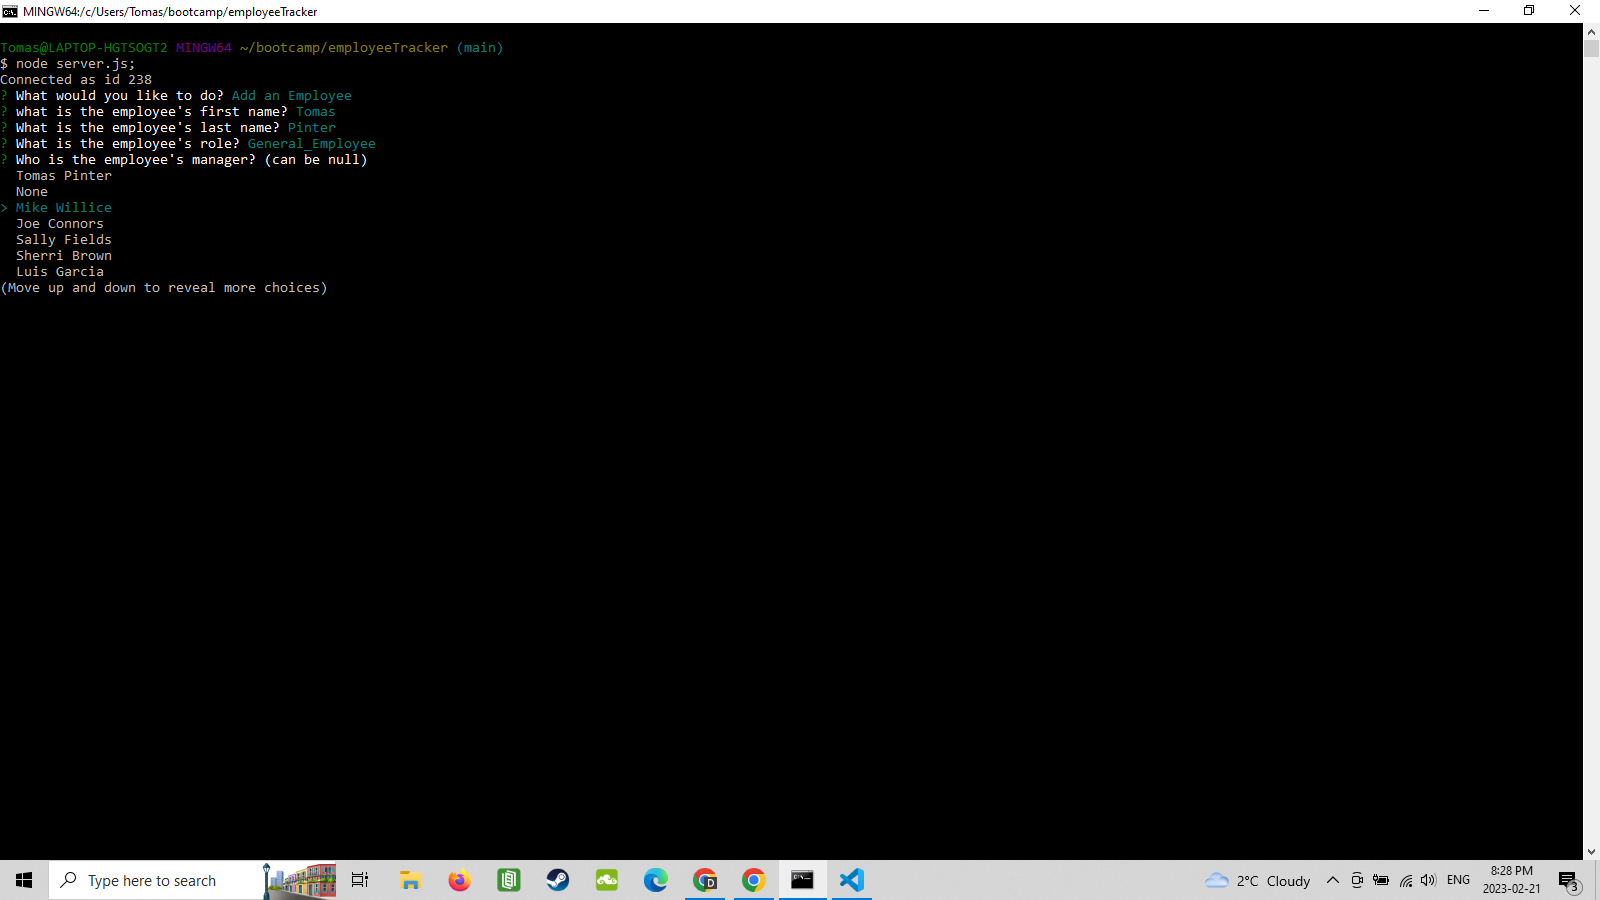 MINGW64:/c/Users/Tomas/bootcamp/employeeTracker
Tomas@LAPTOP-HGTSOGT2 MINGW64 ~/bootcamp/employeeTracker (main)
$ node server.js;
Connected as id 238
? What would you like to do? Add an Employee
? what is the employee's first name? Tomas
? What is the employee's last name? Pinter
? What is the employee's role? General_Employee
? Who is the employee's manager? (can be null)
Tomas Pinter
None
> Mike Willice
Joe Connors
Sally Fields
Sherri Brown
Luis Garcia
(Move up and down to reveal more choices)
Type here to search
D
2°C Cloudy
ENG
8:28 PM
2023-02-21
3